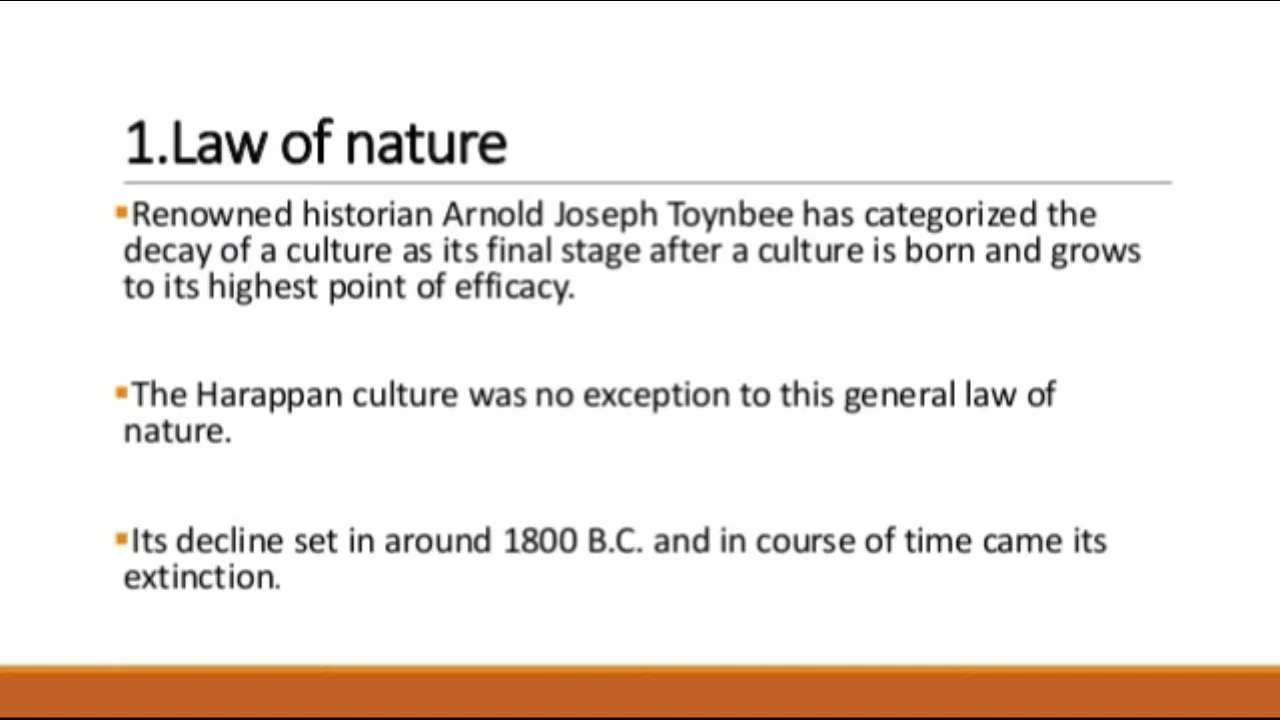 1.Law of nature
▪Renowned historian Arnold Joseph Toynbee has categorized the
decay of a culture as its final stage after a culture is born and grows
to its highest point of efficacy.
▪The Harappan culture was no exception to this general law of
nature.
▪Its decline set in around 1800 B.C. and in course of time came its
extinction.